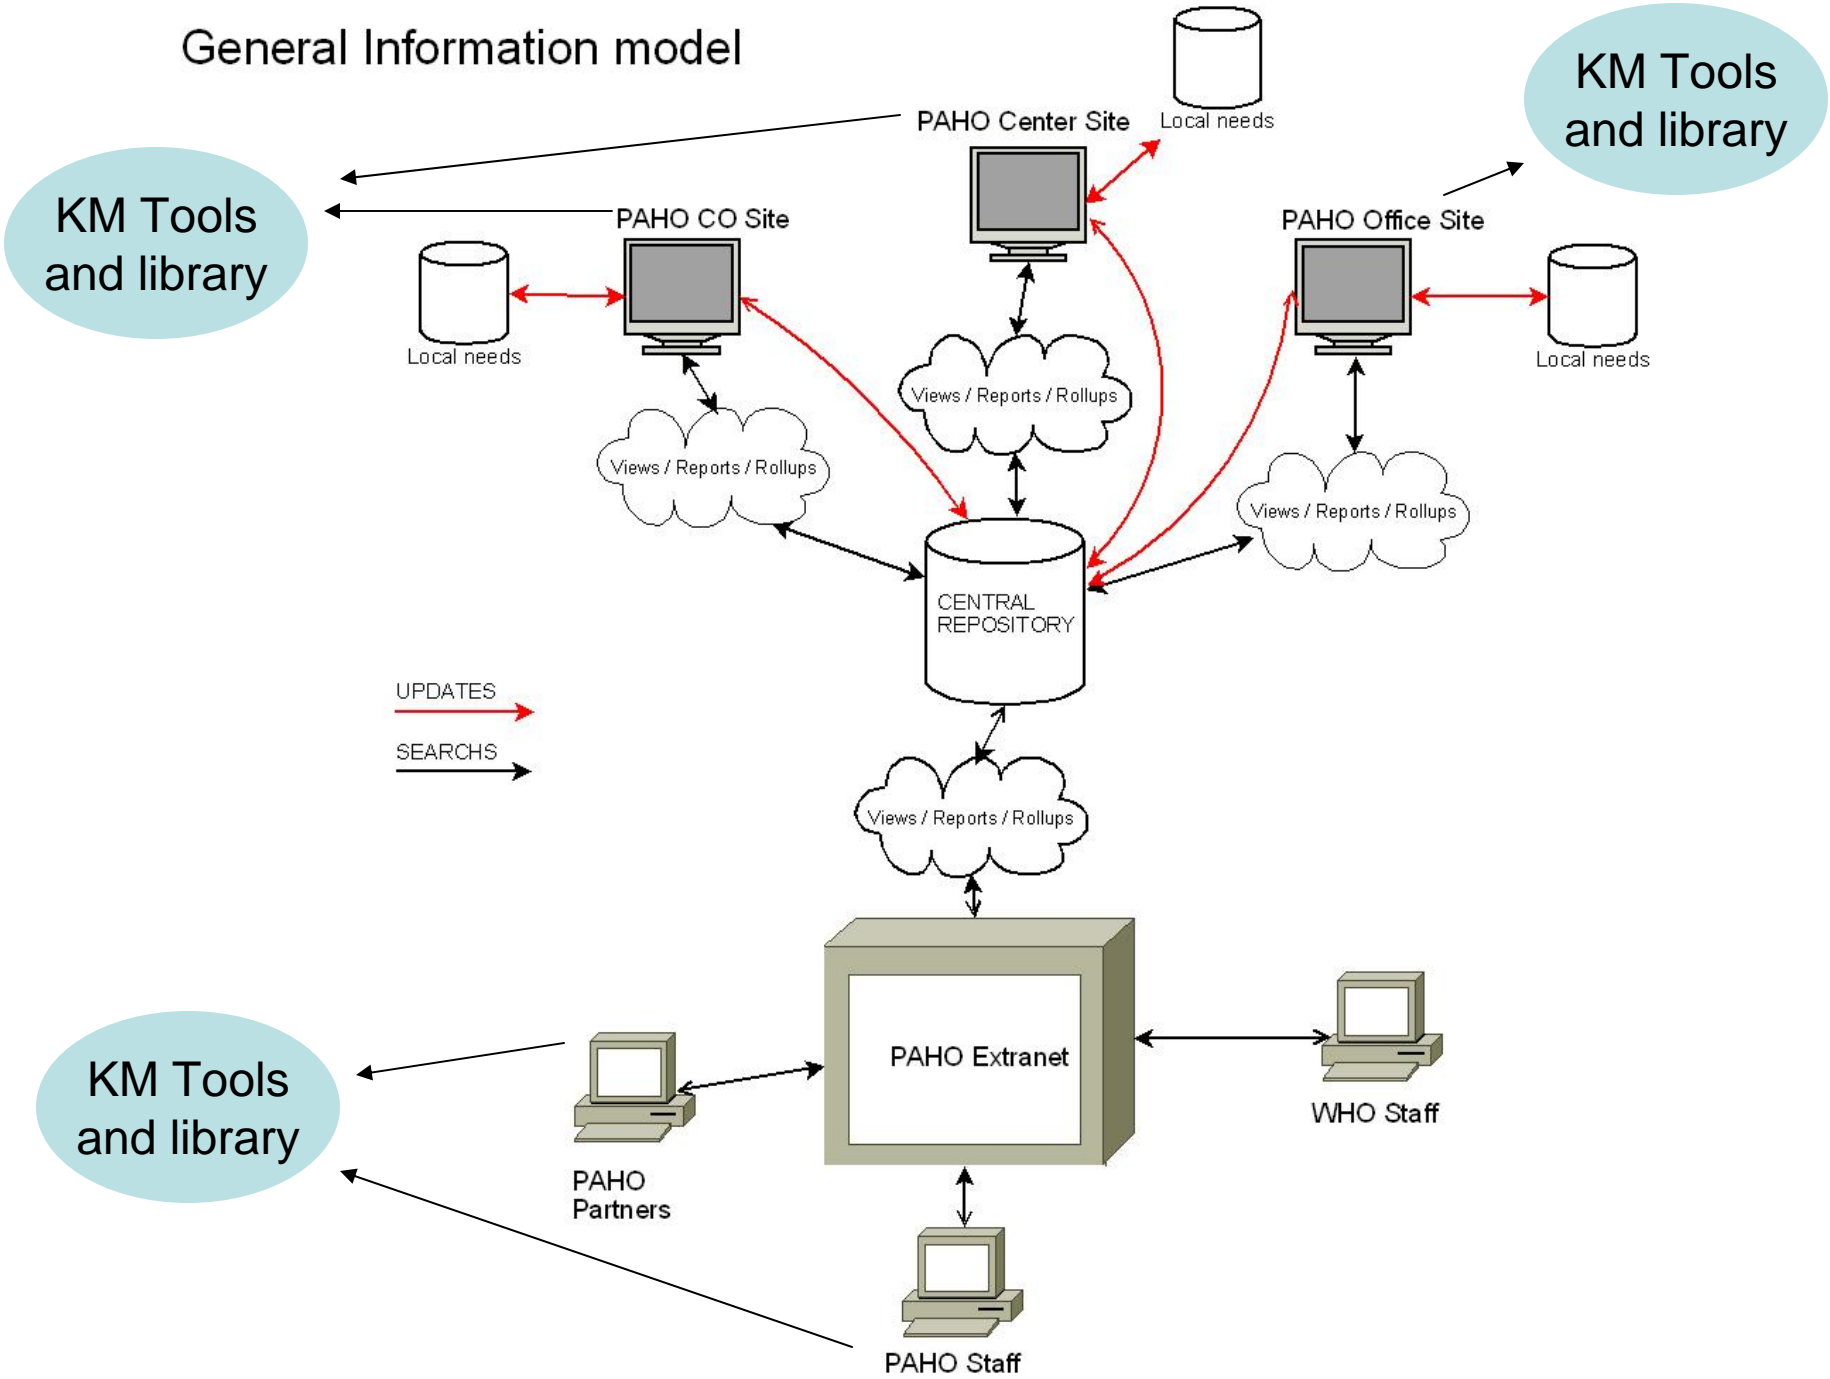 General Information model
KM Tools
and library
PAHO Center Site
Local needs
KM Tools
and library
PAHO CO Site
PAHO Office Site
Local needs
Local needs
Views / Reports / Rollups
Views / Reports / Rollups
Views / Reports / Rollups
CENTRAL
REPOSITORY
UPDATES
SEARCHS
Views / Reports / Rollups
KM Tools
and library
PAHO Extranet
WHO Staff
PAHO
Partners
PAHO Staff